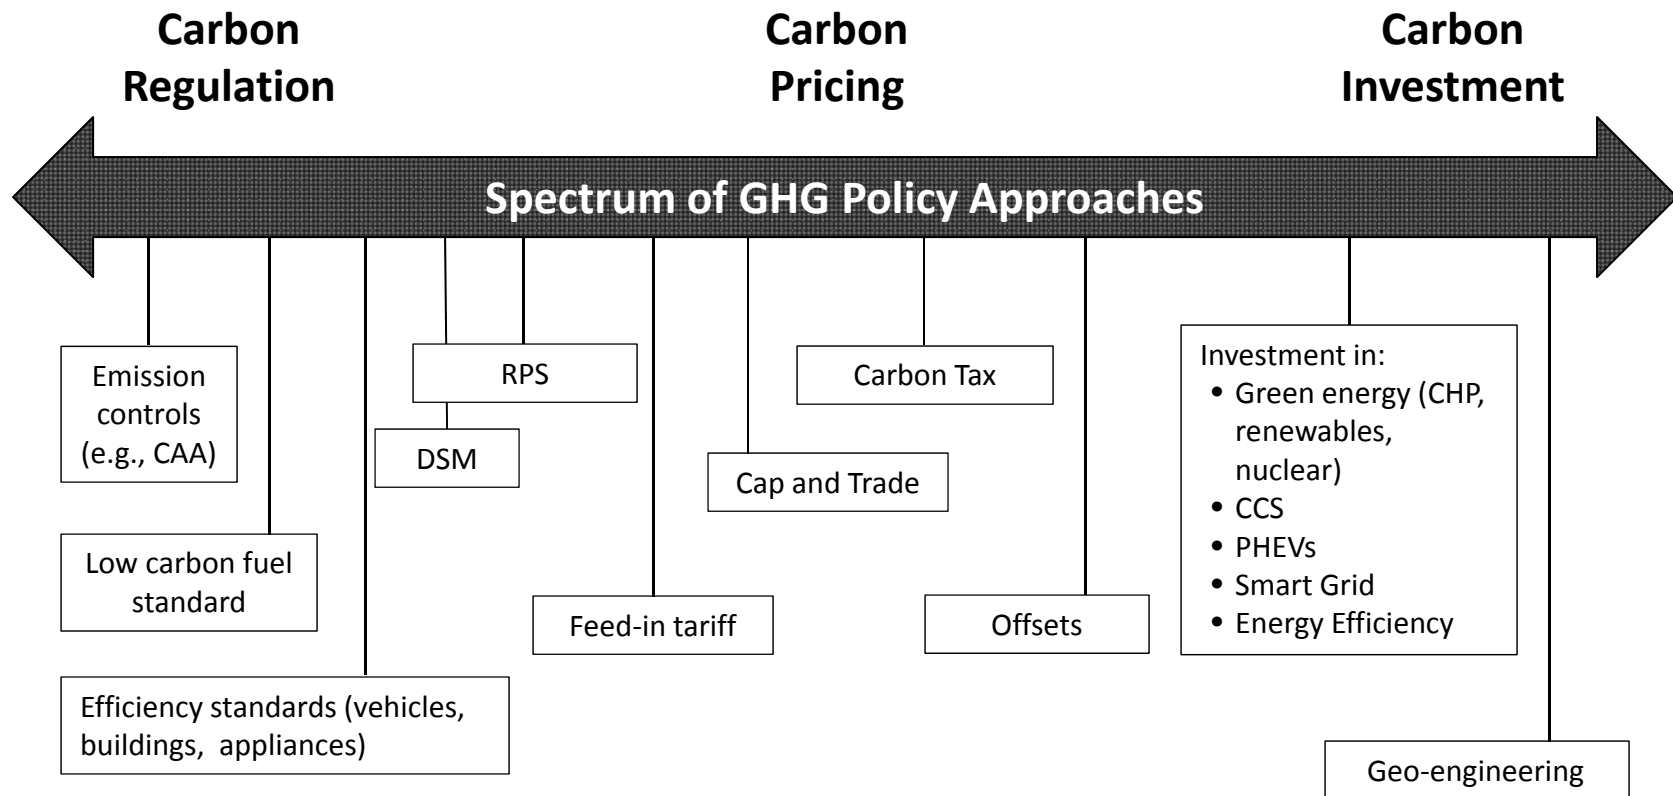 Carbon
Regulation
Carbon
Pricing
Carbon
Investment
Spectrum of GHG Policy Approaches
Emission
controls
(e.g., CAA)
RPS
DSM
Carbon Tax
Cap and Trade
Low carbon fuel
standard
Feed-in tariff
Offsets
Investment in:
• Green energy (CHP,
renewables,
nuclear)
• CCS
• PHEVs
• Smart Grid
• Energy Efficiency
Efficiency standards (vehicles,
buildings, appliances)
Geo-engineering